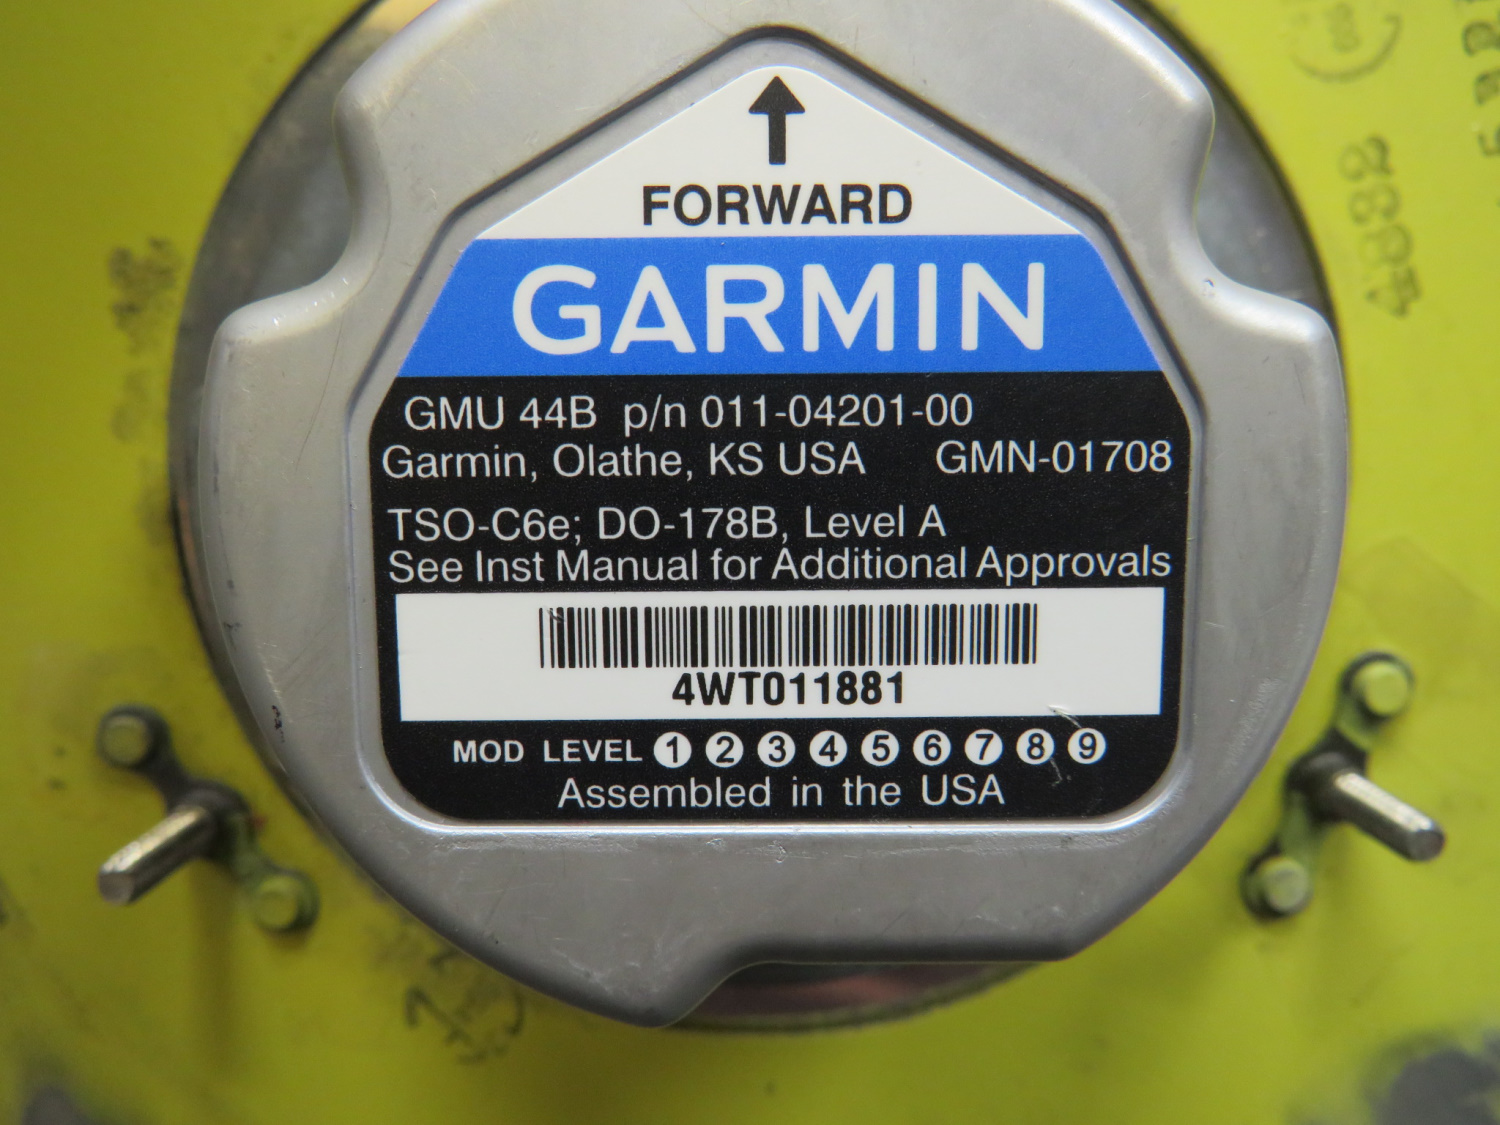 FORWARD
GARMIN
GMU 44B p/n 011-04201-00
Garmin, Olathe, KS USA GMN-01708
TSO-C6e; DO-178B, Level A
See Inst Manual for Additional Approvals
4WT011881
MOD LEVEL 1 2 3 4 5 6 7 8 9
Assembled in the USA